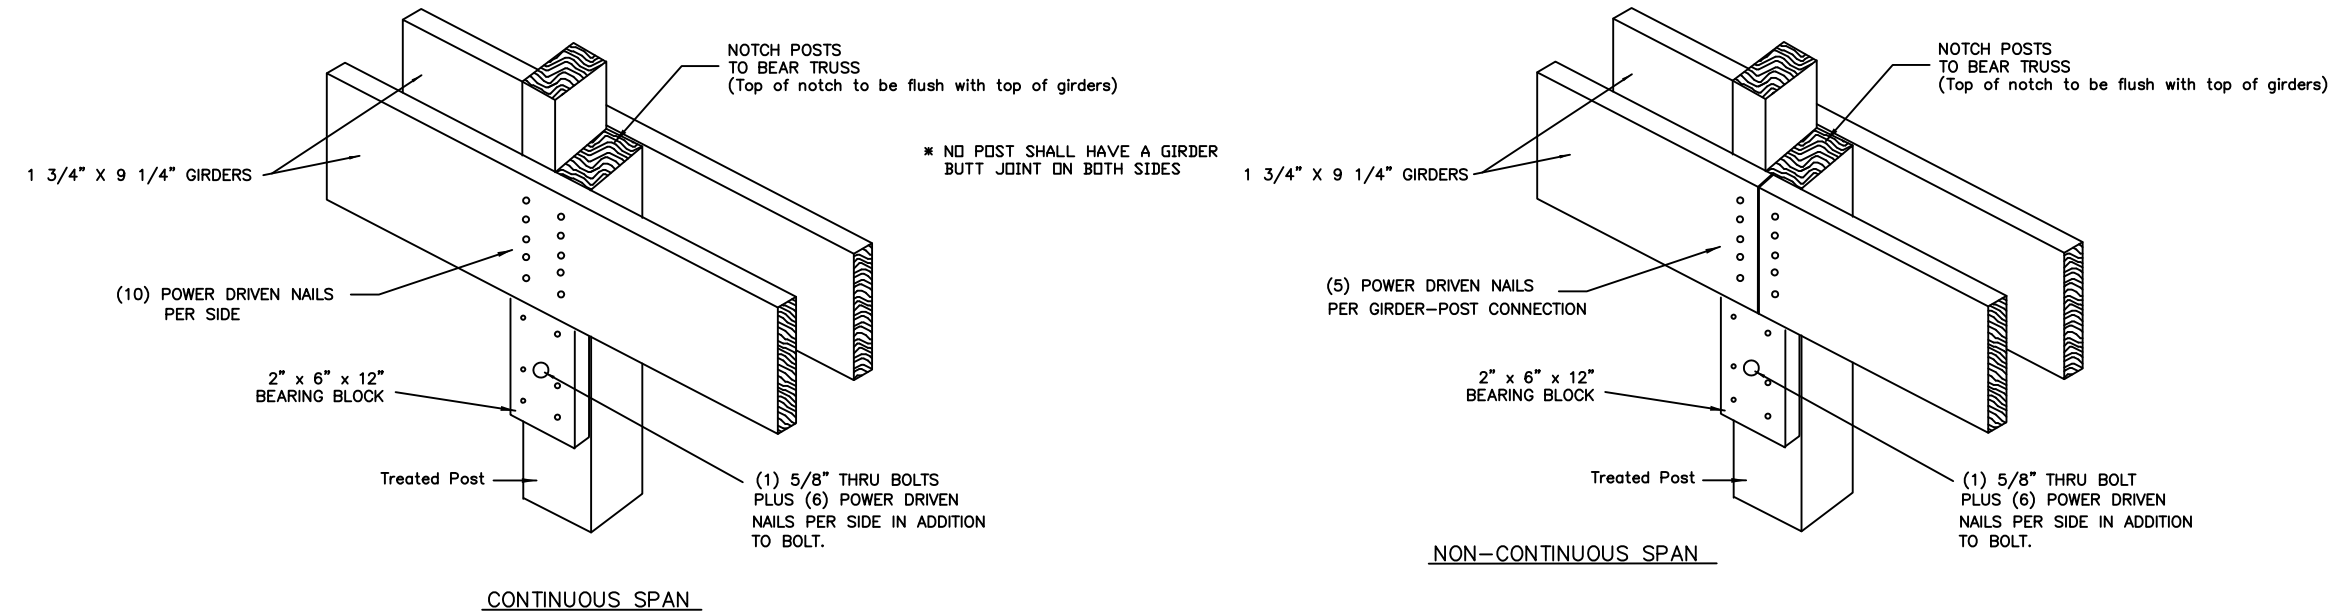 NOTCH POSTS
TO BEAR TRUSS
(Top of notch to be flush with top of girders)
* NO POST SHALL HAVE A GIRDER
BUTT JOINT ON BOTH SIDES
1 3/4" X 9 1/4" GIRDERS
(10) POWER DRIVEN NAILS
PER SIDE
2" x 6" x 12"
BEARING BLOCK
Treated Post
(1) 5/8" THRU BOLTS
PLUS (6) POWER DRIVEN
NAILS PER SIDE IN ADDITION
TO BOLT.
CONTINUOUS SPAN
NOTCH POSTS
TO BEAR TRUSS
(Top of notch to be flush with top of girders)
1 3/4" X 9 1/4" GIRDERS
(5) POWER DRIVEN NAILS
PER GIRDER-POST CONNECTION
2" x 6" x 12"
BEARING BLOCK
Treated Post
(1) 5/8" THRU BOLT
PLUS (6) POWER DRIVEN
NAILS PER SIDE IN ADDITION
TO BOLT.
NON-CONTINUOUS SPAN